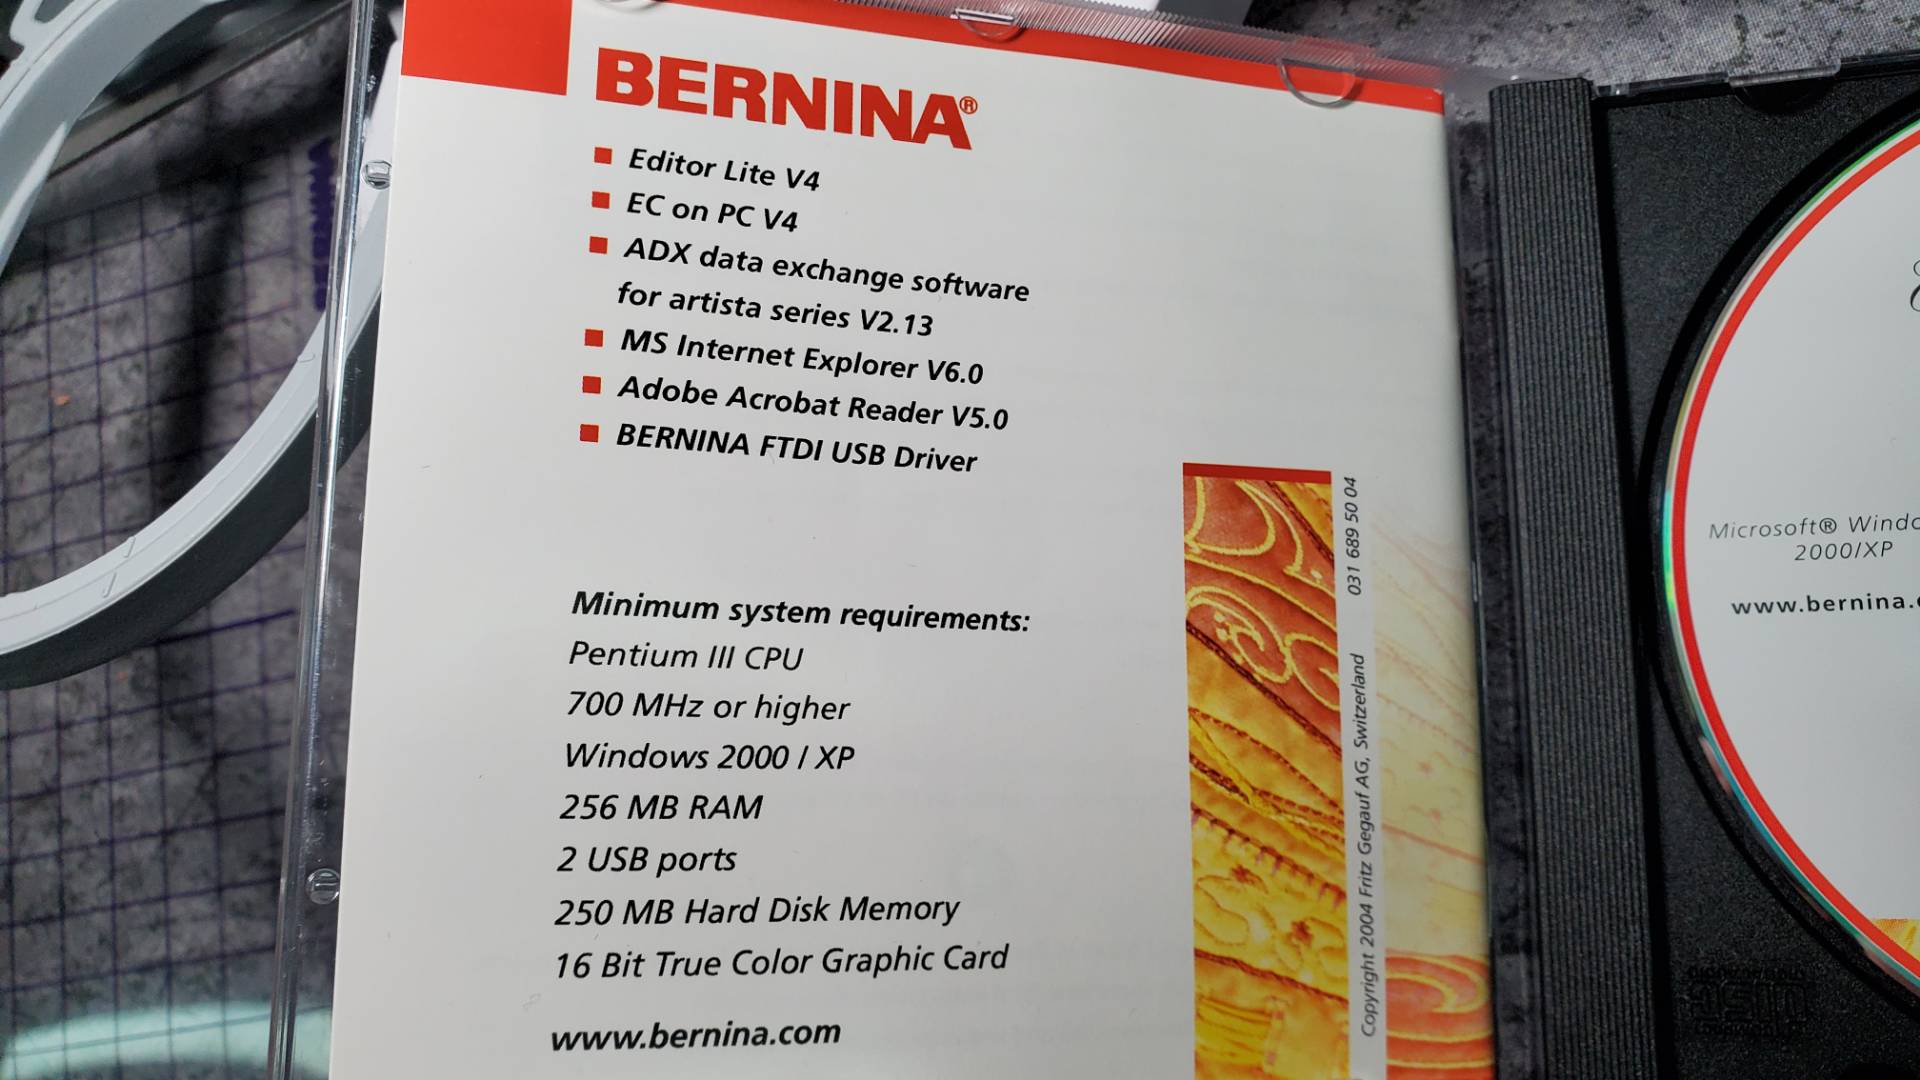 BERNINA®
Editor Lite V4
EC on PC V4
ADX data exchange software
for artista series V2.13
MS Internet Explorer V6.0
Adobe Acrobat Reader V5.0
BERNINA FTDI USB Driver
Minimum system requirements:
Pentium III CPU
700 MHz or higher
Windows 2000 / XP
256 MB RAM
2 USB ports
250 MB Hard Disk Memory
16 Bit True Color Graphic Card
www.bernina.com
031 689 50 04
Copyright 2004 Fritz Gegauf AG, Switzerland
Microsoft® Windo
2000/XP
www.bernina.
BERNINA